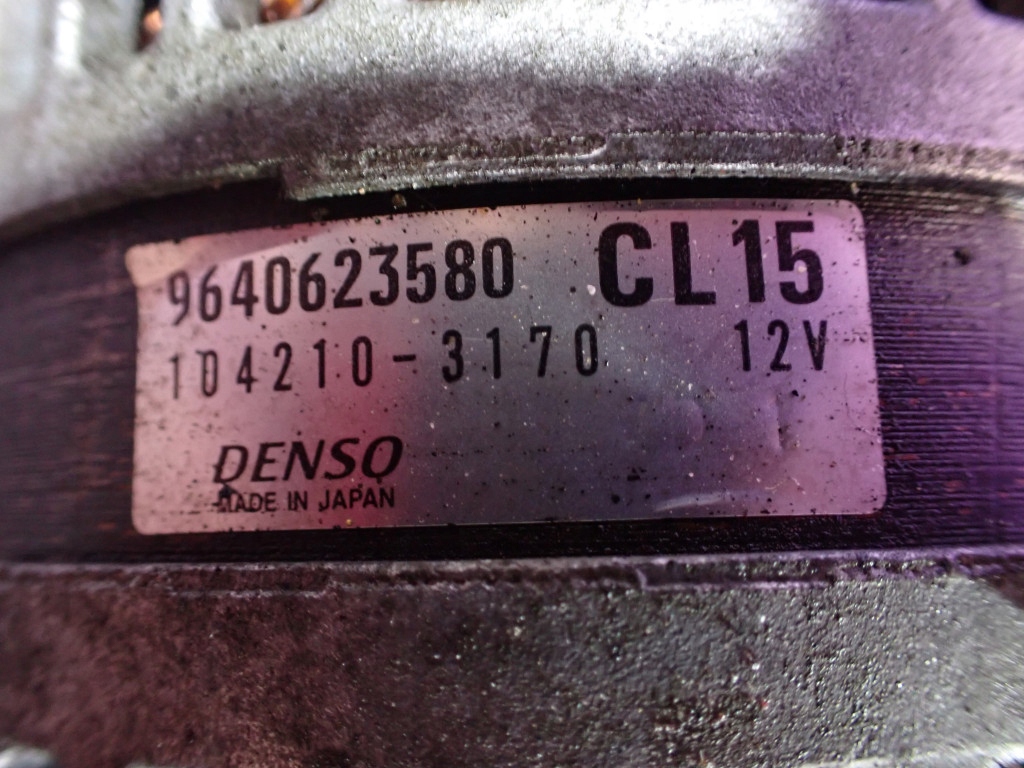 9640623580 CL15
104210-3170 12V
DENSO
MADE IN JAPAN